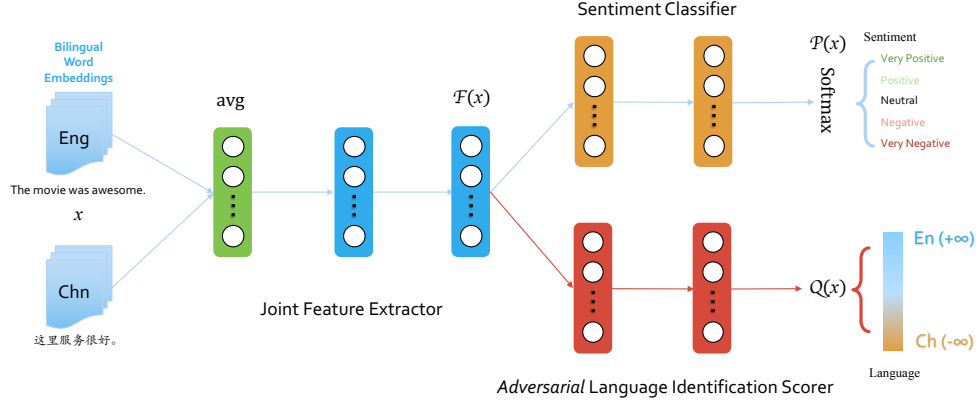 Sentiment Classifier
Bilingual
Word
Embeddings
Eng
The movie was awesome.
x
Chn
这里服务很好。
avg
F(x)
Joint Feature Extractor
P(x)
Softmax
Sentiment
Very Positive
Positive
Neutral
Negative
Very Negative
Q(x)
En (+∞)
Ch (-∞)
Language
Adversarial Language Identification Scorer